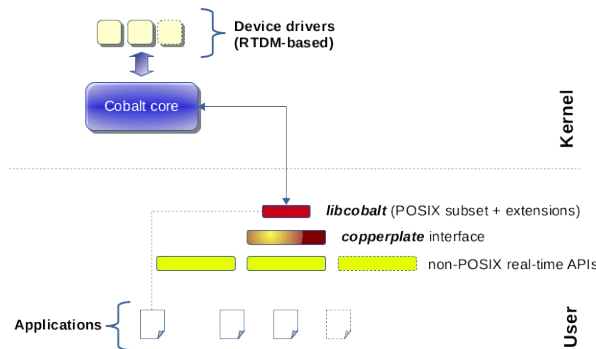 Device drivers
(RTDM-based)
Cobalt core
Kernel
libcobalt (POSIX subset + extensions)
copperplate interface
non-POSIX real-time APIs
Applications
User